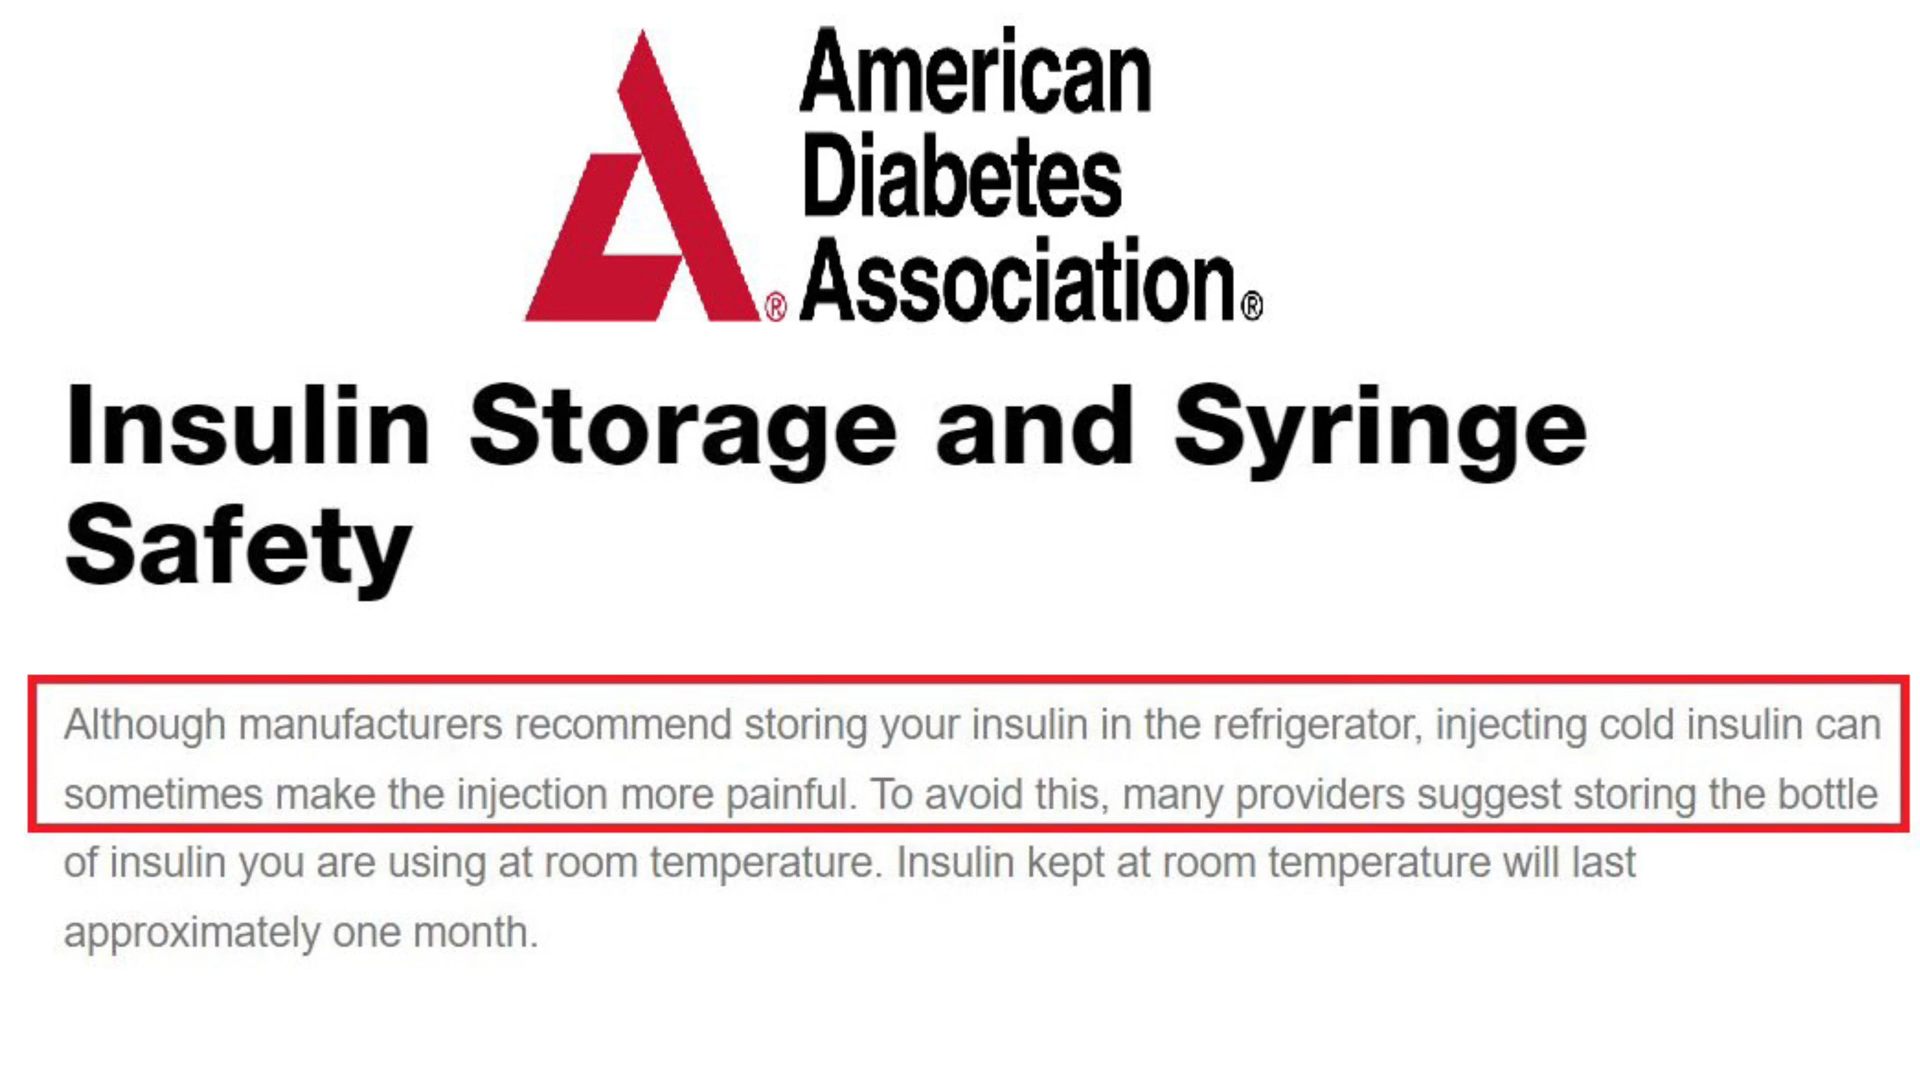 American
Diabetes
Association®
®
Insulin Storage and Syringe
Safety
Although manufacturers recommend storing your insulin in the refrigerator, injecting cold insulin can
sometimes make the injection more painful. To avoid this, many providers suggest storing the bottle
of insulin you are using at room temperature. Insulin kept at room temperature will last
approximately one month.